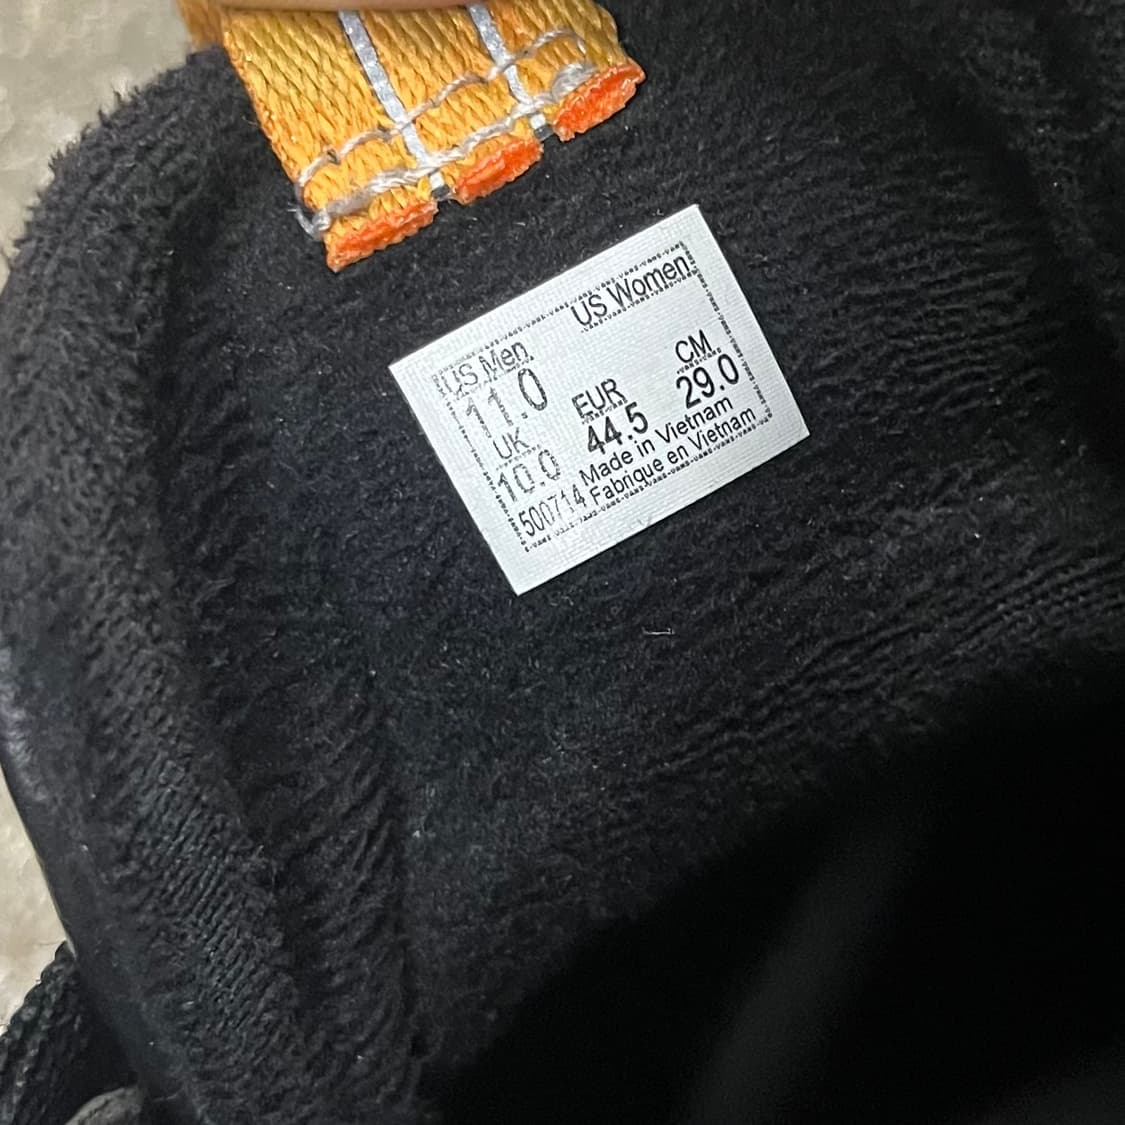 US Men US Women
11.0
UK EUR CM
10.0 44.5 29.0
500714 Made in Vietnam
Fabrique en Vietnam